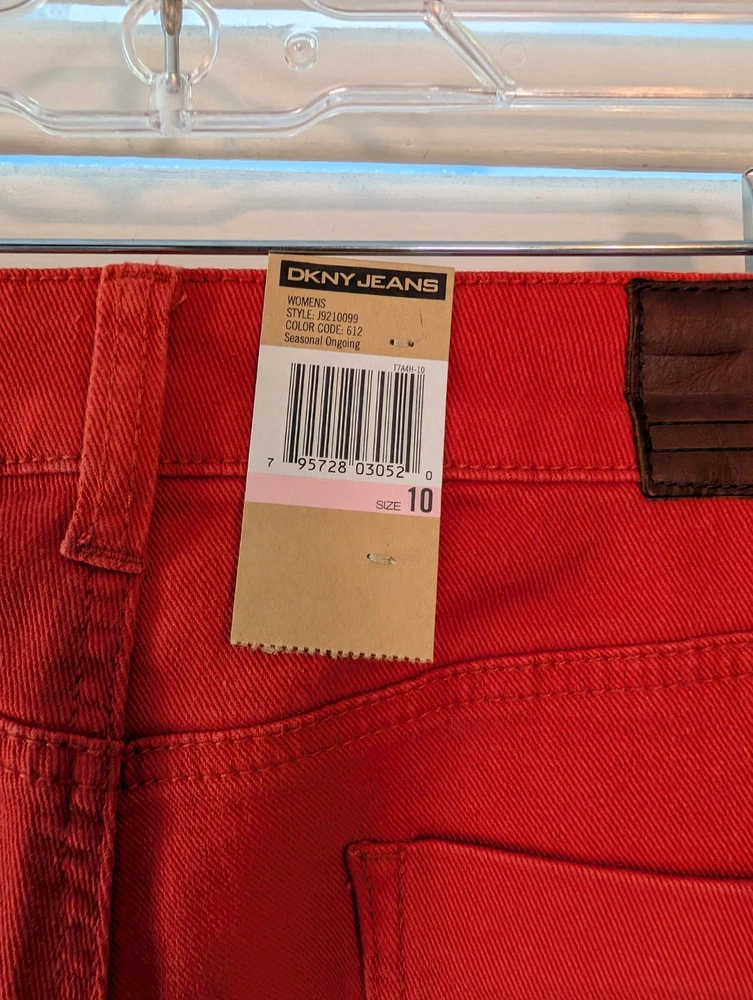 DKNY JEANS
WOMENS
STYLE: J9210099
COLOR CODE: 612
Seasonal Ongoing
T7A4H-10
7 95728 03052 0
SIZE 10